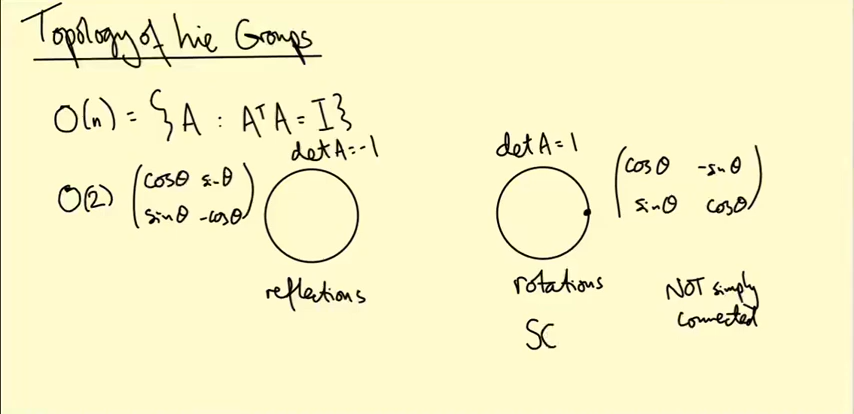 Topology of Lie Groups
O(n) = {A : AᵀA = I}
det A = -1
det A = 1
O(2) (cosθ sinθ
sinθ -cosθ)
(cosθ -sinθ
sinθ cosθ)
reflections
rotations
NOT simply
connected
SC